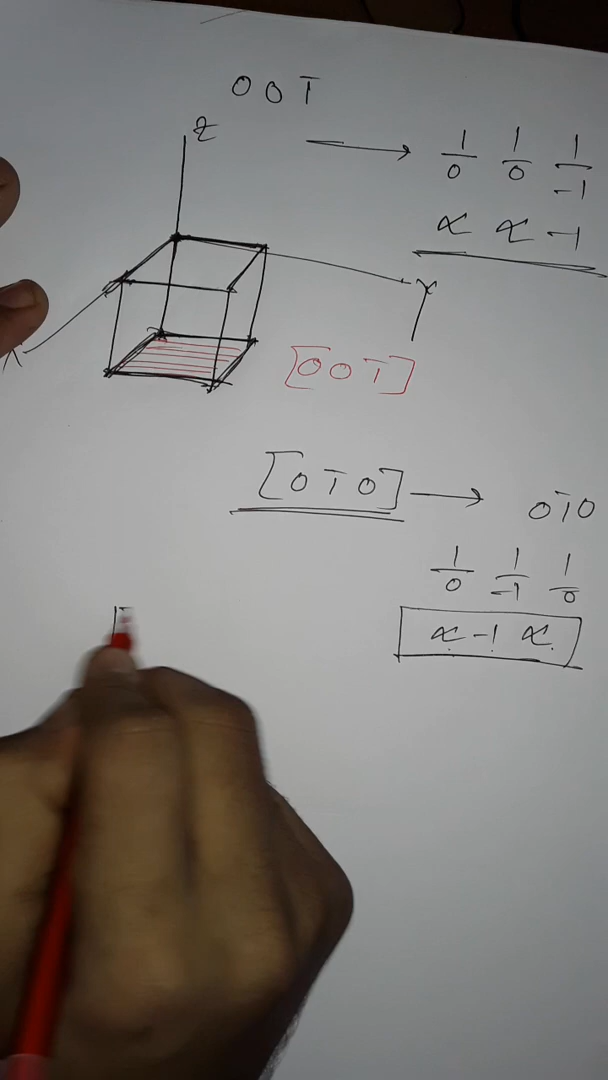 0 0 1̅
Z
→ 1/0 1/0 1/-1
∝ ∝ -1
Y
X
[0 0 1̅]
[0 1̅ 0] → 0 1̅ 0
1/0 1/-1 1/0
∝ -1 ∝